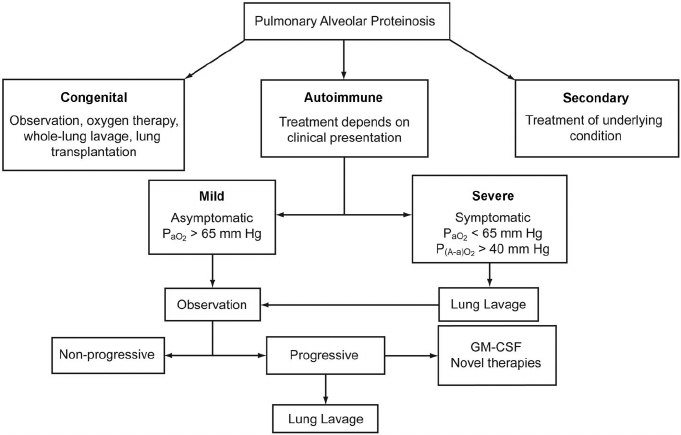 Pulmonary Alveolar Proteinosis
Congenital
Observation, oxygen therapy,
whole-lung lavage, lung
transplantation
Autoimmune
Treatment depends on
clinical presentation
Secondary
Treatment of underlying
condition
Mild
Asymptomatic
PaO2 > 65 mm Hg
Severe
Symptomatic
PaO2 < 65 mm Hg
P(A-a)O2 > 40 mm Hg
Observation
Lung Lavage
Non-progressive
Progressive
GM-CSF
Novel therapies
Lung Lavage